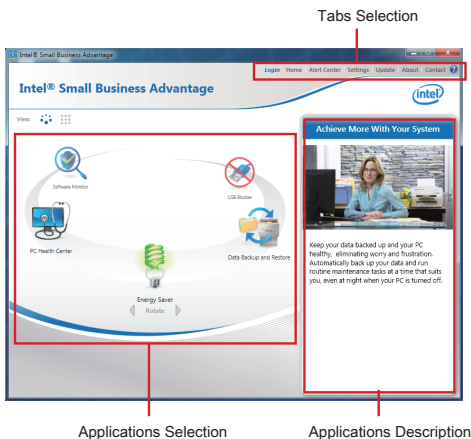 Tabs Selection
Intel® Small Business Advantage
Login Home Alert Center Settings Update About Contact ?
Intel® Small Business Advantage
(intel)
View:
Achieve More With Your System
Software Monitor
USB Blocker
PC Health Center
Data Backup and Restore
Energy Saver
Rotate
Keep your data backed up and your PC
healthy, eliminating worry and frustration.
Automatically back up your data and run
routine maintenance tasks at a time that suits
you, even at night when your PC is turned off.
Applications Selection
Applications Description